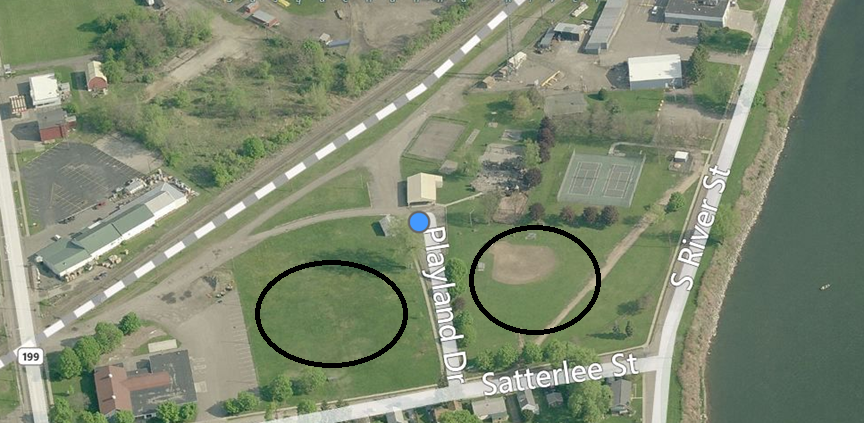 S River St
Playland Dr
199
Satterlee St